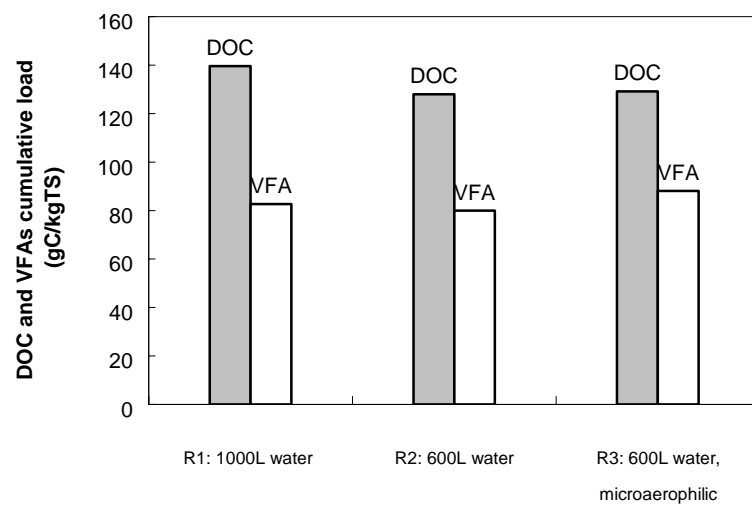 DOC and VFAs cumulative load
(gC/kgTS)
160
140
120
100
80
60
40
20
0
DOC
VFA
DOC
VFA
DOC
VFA
R1: 1000L water
R2: 600L water
R3: 600L water,
microaerophilic